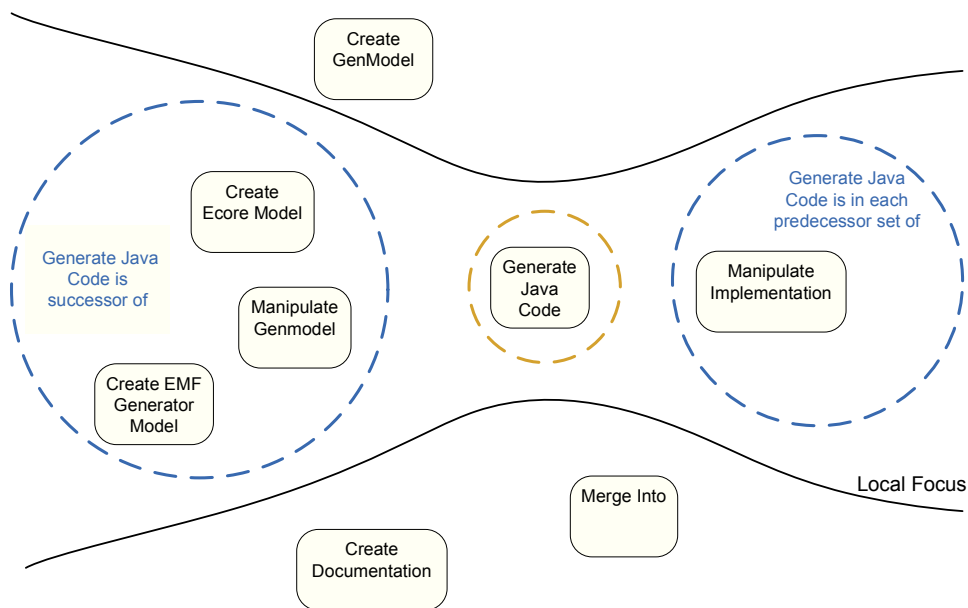 Create
GenModel
Create
Ecore Model
Generate Java
Code is
successor of
Manipulate
Genmodel
Create EMF
Generator
Model
Generate
Java
Code
Generate Java
Code is in each
predecessor set of
Manipulate
Implementation
Local Focus
Merge Into
Create
Documentation